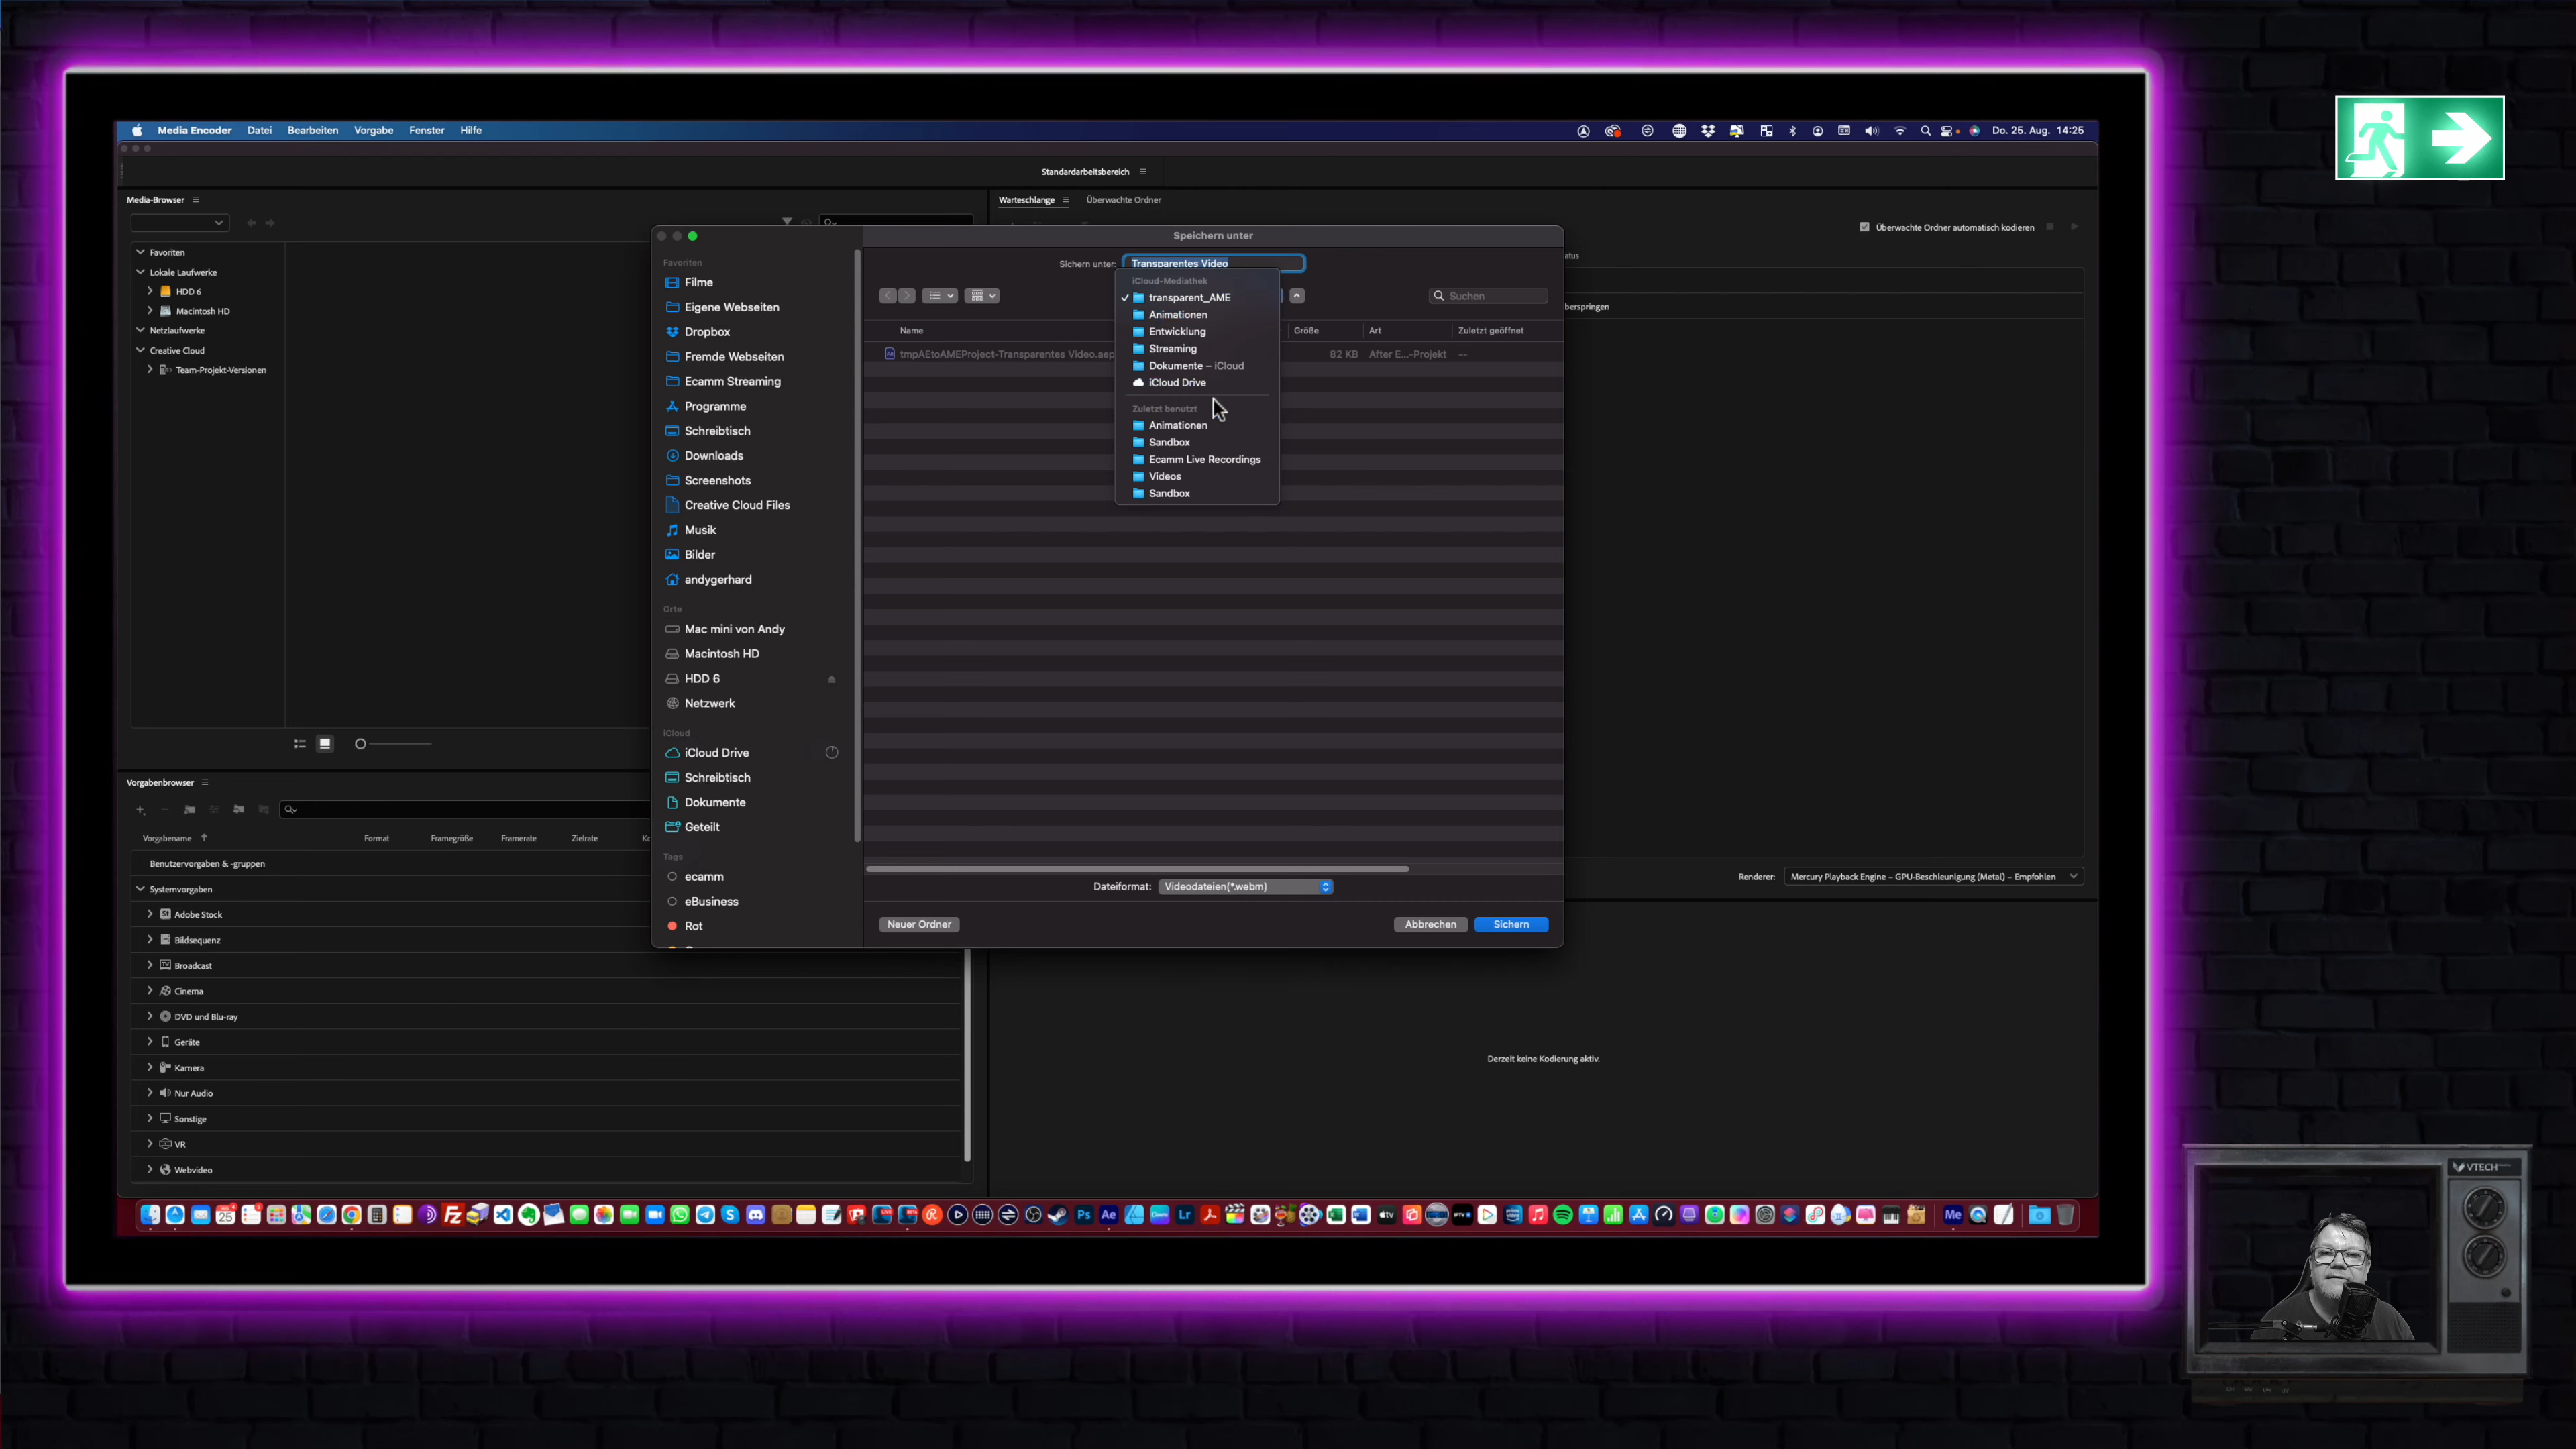 Media Encoder Datei Bearbeiten Vorgabe Fenster Hilfe
Do. 25. Aug. 14:25
Standardarbeitsbereich
Media-Browser
Warteschlange Überwachte Ordner
Überwachte Ordner automatisch kodieren
Favoriten
Lokale Laufwerke
HDD 6
Macintosh HD
Netzlaufwerke
Creative Cloud
Team-Projekt-Versionen
Speichern unter
Sichern unter: Transparentes Video
Suchen
Favoriten
Filme
Eigene Webseiten
Dropbox
Fremde Webseiten
Ecamm Streaming
Programme
Schreibtisch
Downloads
Screenshots
Creative Cloud Files
Musik
Bilder
andygerhard
Orte
Mac mini von Andy
Macintosh HD
HDD 6
Netzwerk
iCloud
iCloud Drive
Schreibtisch
Dokumente
Geteilt
Tags
ecamm
eBusiness
Rot
iCloud-Mediathek
transparent_AME
Animationen
Entwicklung
Streaming
Dokumente – iCloud
iCloud Drive
Zuletzt benutzt
Animationen
Sandbox
Ecamm Live Recordings
Videos
Sandbox
Name Größe Art Zuletzt geöffnet
tmpAEtoAMEProject-Transparentes Video.aep 82 KB After E...-Projekt --
atus
berspringen
Dateiformat: Videodateien(*.webm)
Neuer Ordner Abbrechen Sichern
Renderer: Mercury Playback Engine – GPU-Beschleunigung (Metal) – Empfohlen
Derzeit keine Kodierung aktiv.
Vorgabenbrowser
Vorgabename Format Framegröße Framerate Zielrate Kc
Benutzervorgaben & -gruppen
Systemvorgaben
Adobe Stock
Bildsequenz
Broadcast
Cinema
DVD und Blu-ray
Geräte
Kamera
Nur Audio
Sonstige
VR
Webvideo
VTECH